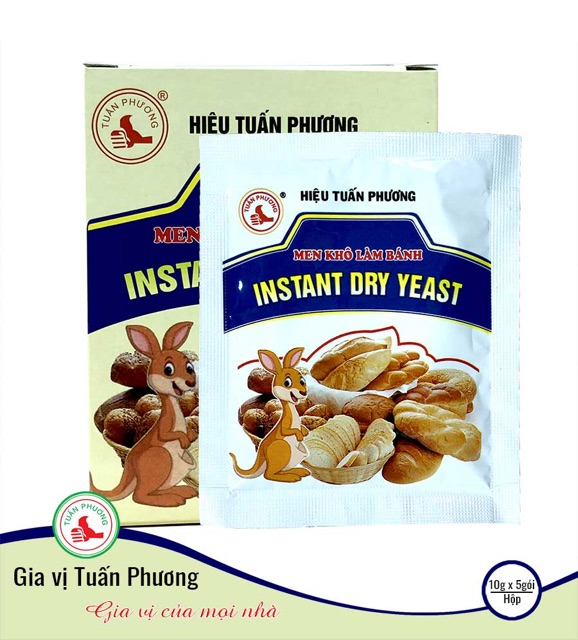 TUẤN PHƯƠNG
®
HIỆU TUẤN PHƯƠNG
MEN
INSTA
TUẤN PHƯƠNG
®
HIỆU TUẤN PHƯƠNG
MEN KHÔ LÀM BÁNH
INSTANT DRY YEAST
TUẤN PHƯƠNG
Gia vị Tuấn Phương
Gia vị của mọi nhà
10g x 5gói
Hộp